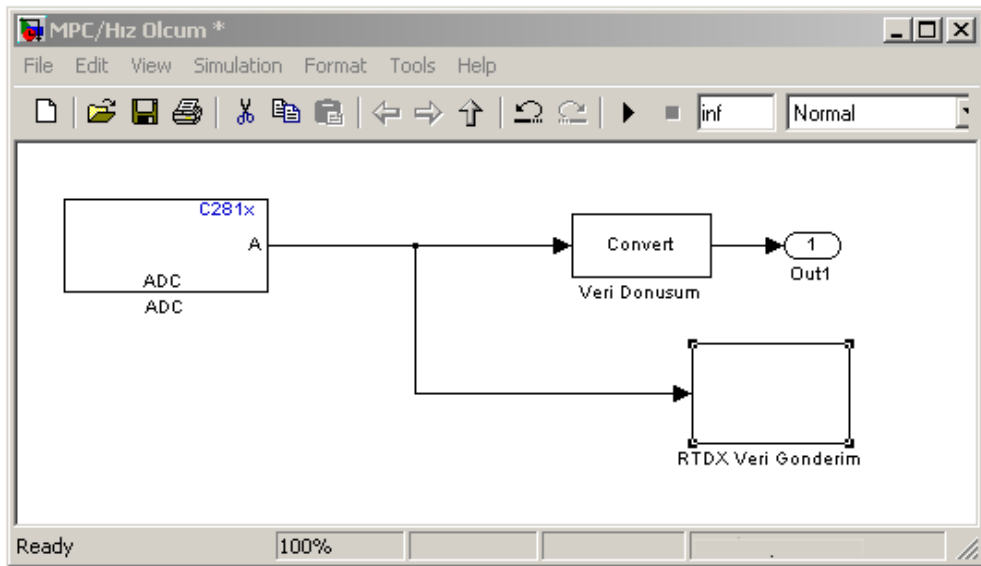 MPC/Hız Olcum *
File Edit View Simulation Format Tools Help
inf Normal
C281x
A
ADC
ADC
Convert
Veri Donusum
1
Out1
RTDX Veri Gonderim
Ready 100%